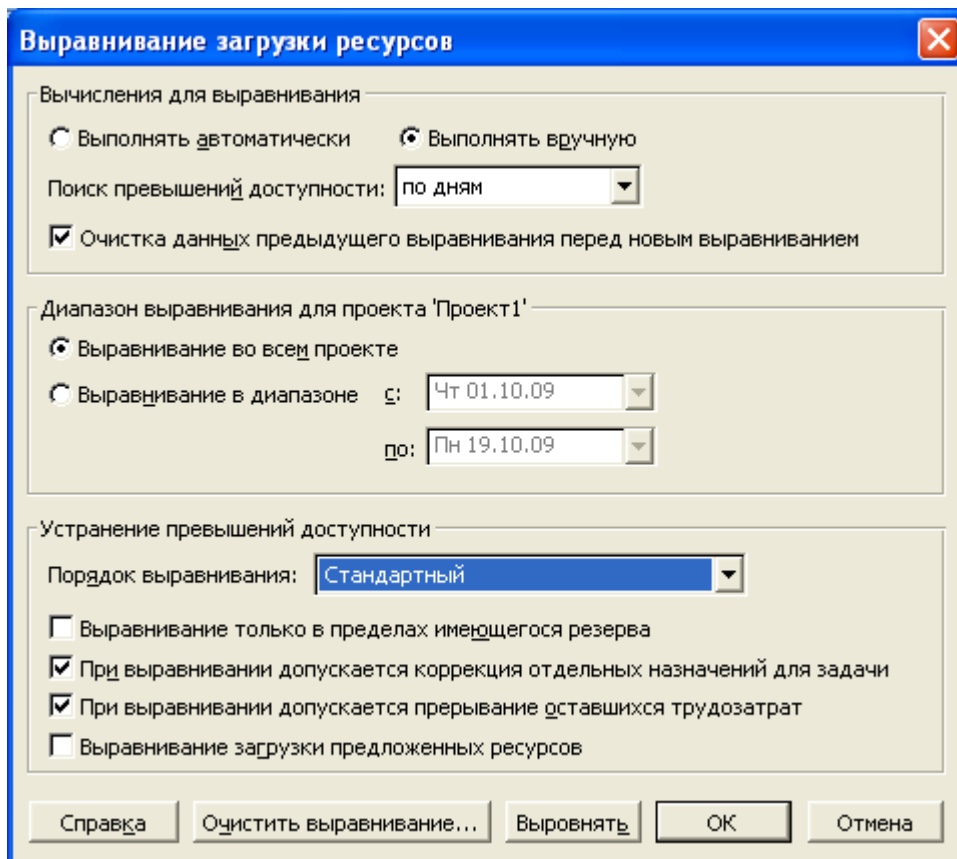 Выравнивание загрузки ресурсов
Вычисления для выравнивания
Выполнять автоматически Выполнять вручную
Поиск превышений доступности: по дням
Очистка данных предыдущего выравнивания перед новым выравниванием
Диапазон выравнивания для проекта 'Проект1'
Выравнивание во всем проекте
Выравнивание в диапазоне с: Чт 01.10.09
по: Пн 19.10.09
Устранение превышений доступности
Порядок выравнивания: Стандартный
Выравнивание только в пределах имеющегося резерва
При выравнивании допускается коррекция отдельных назначений для задачи
При выравнивании допускается прерывание оставшихся трудозатрат
Выравнивание загрузки предложенных ресурсов
Справка Очистить выравнивание... Выровнять ОК Отмена